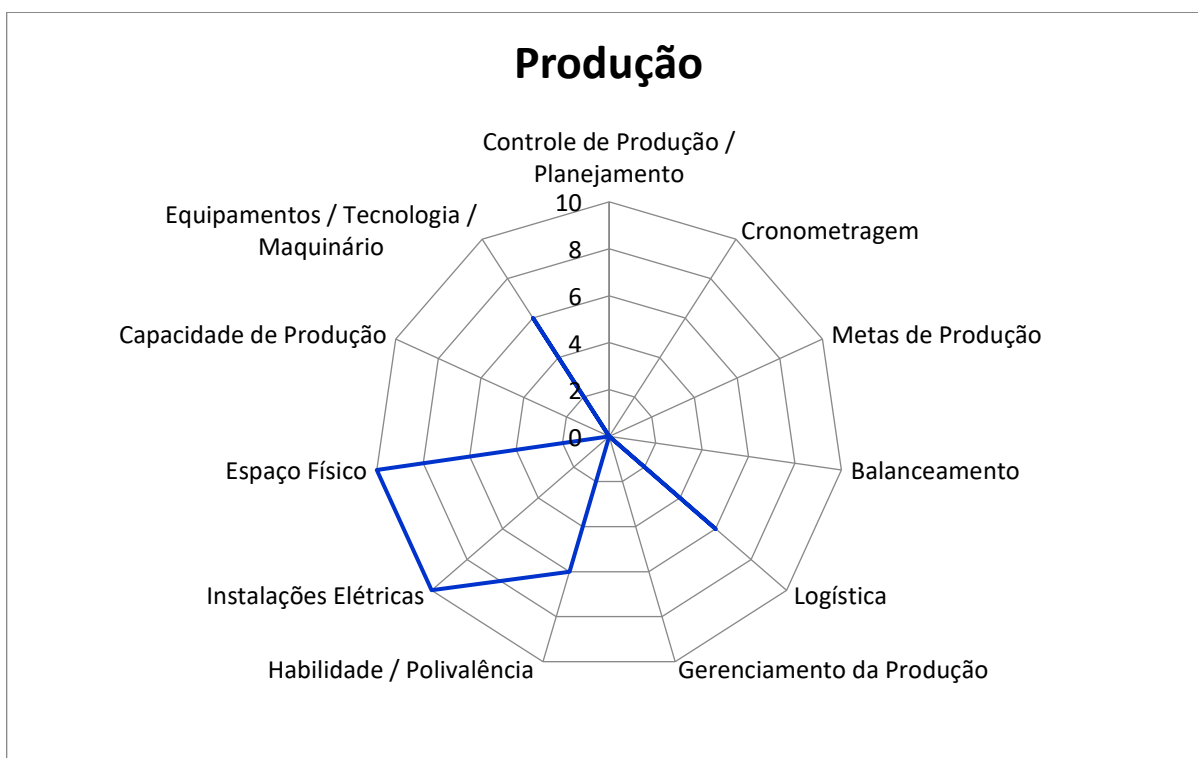 Produção
Controle de Produção /
Planejamento
Cronometragem
Metas de Produção
Balanceamento
Logística
Gerenciamento da Produção
Habilidade / Polivalência
Instalações Elétricas
Espaço Físico
Capacidade de Produção
Equipamentos / Tecnologia /
Maquinário
10
8
6
4
2
0